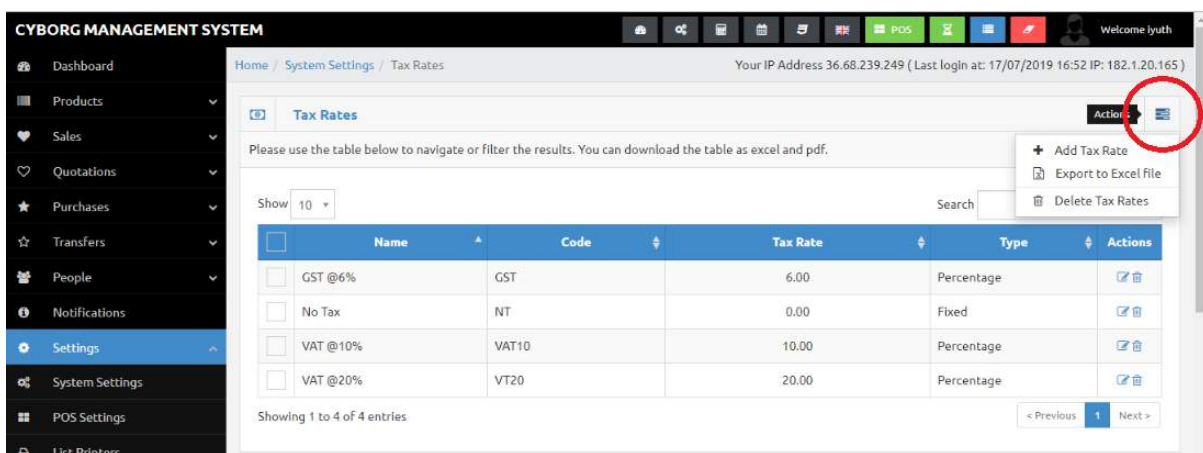 CYBORG MANAGEMENT SYSTEM
POS
Welcome iyuth
Dashboard
Products
Sales
Quotations
Purchases
Transfers
People
Notifications
Settings
System Settings
POS Settings
List Printers
Home / System Settings / Tax Rates
Your IP Address 36.68.239.249 ( Last login at: 17/07/2019 16:52 IP: 182.1.20.165 )
Tax Rates
Actions
Please use the table below to navigate or filter the results. You can download the table as excel and pdf.
Add Tax Rate
Export to Excel file
Delete Tax Rates
Show 10
Search
Name Code Tax Rate Type Actions
GST @6% GST 6.00 Percentage
No Tax NT 0.00 Fixed
VAT @10% VAT10 10.00 Percentage
VAT @20% VT20 20.00 Percentage
Showing 1 to 4 of 4 entries
< Previous 1 Next >